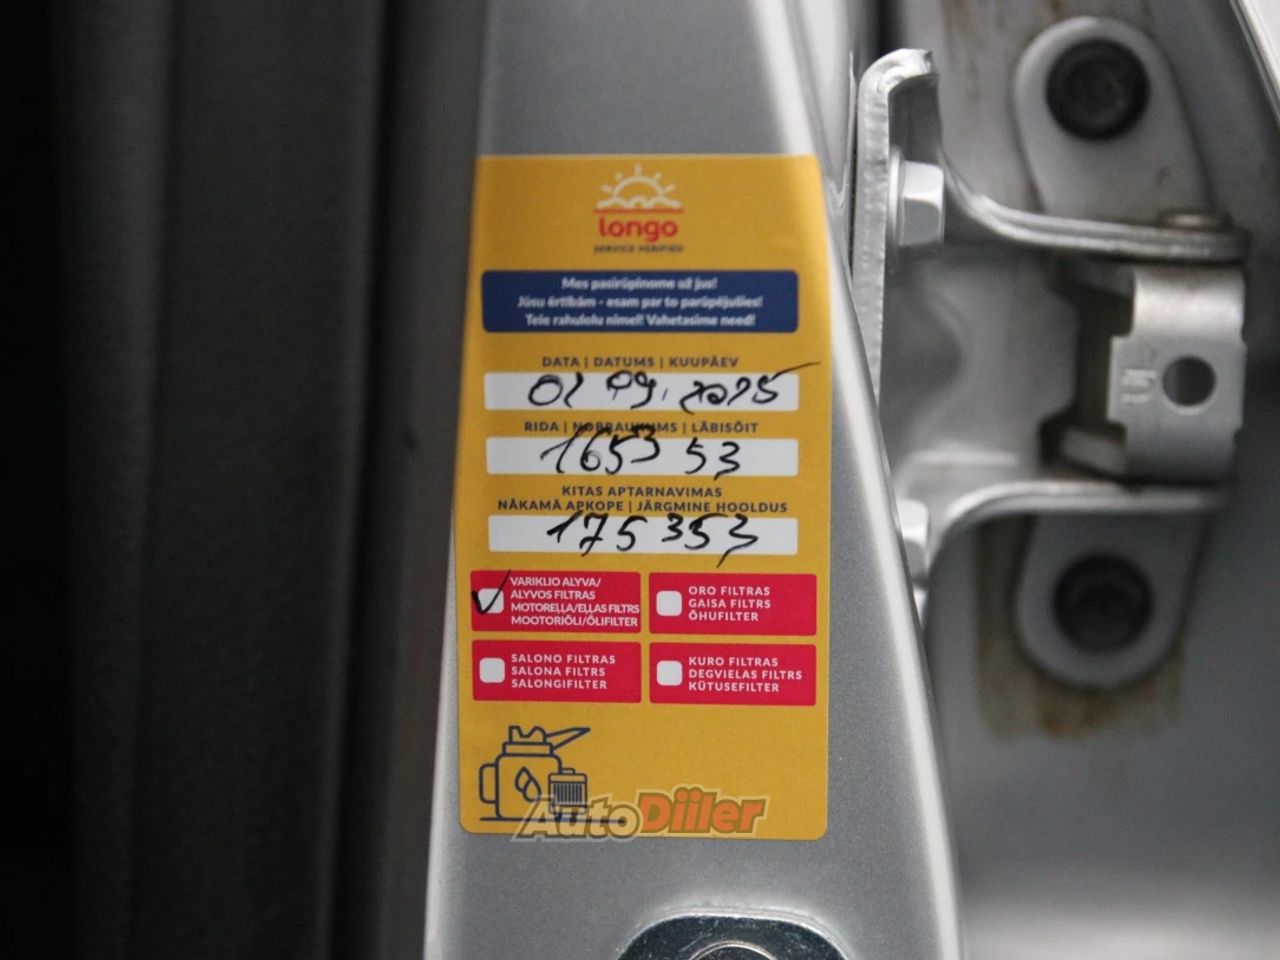 longo
SERVICE VERIFIED
Mes pasirūpinome už jus!
Jūsu ērtībām - esam par to parūpējušies!
Teie rahulolu nimel! Vahetasime need!
DATA | DATUMS | KUUPÄEV
01 09. 2025
RIDA | NOBRAUKUMS | LÄBISÕIT
165353
KITAS APTARNAVIMAS
NĀKAMĀ APKOPE | JÄRGMINE HOOLDUS
175353
VARIKLIO ALYVA/
ALYVOS FILTRAS
MOTOREĻĻA/EĻĻAS FILTRS
MOOTORIÕLI/ÕLIFILTER
ORO FILTRAS
GAISA FILTRS
ÕHUFILTER
SALONO FILTRAS
SALONA FILTRS
SALONGIFILTER
KURO FILTRAS
DEGVIELAS FILTRS
KÜTUSEFILTER
AutoDiiler